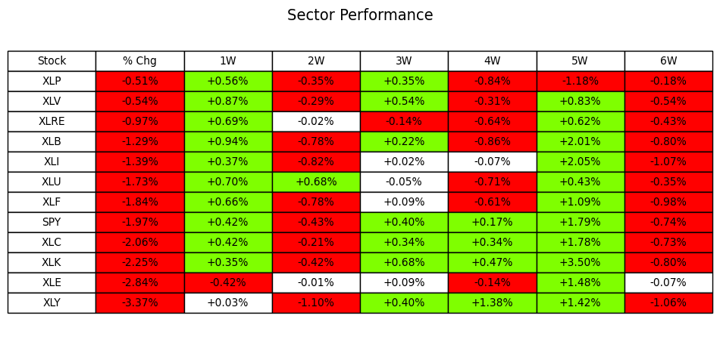 Sector Performance
Stock % Chg 1W 2W 3W 4W 5W 6W
XLP -0.51% +0.56% -0.35% +0.35% -0.84% -1.18% -0.18%
XLV -0.54% +0.87% -0.29% +0.54% -0.31% +0.83% -0.54%
XLRE -0.97% +0.69% -0.02% -0.14% -0.64% +0.62% -0.43%
XLB -1.29% +0.94% -0.78% +0.22% -0.86% +2.01% -0.80%
XLI -1.39% +0.37% -0.82% +0.02% -0.07% +2.05% -1.07%
XLU -1.73% +0.70% +0.68% -0.05% -0.71% +0.43% -0.35%
XLF -1.84% +0.66% -0.78% +0.09% -0.61% +1.09% -0.98%
SPY -1.97% +0.42% -0.43% +0.40% +0.17% +1.79% -0.74%
XLC -2.06% +0.42% -0.21% +0.34% +0.34% +1.78% -0.73%
XLK -2.25% +0.35% -0.42% +0.68% +0.47% +3.50% -0.80%
XLE -2.84% -0.42% -0.01% +0.09% -0.14% +1.48% -0.07%
XLY -3.37% +0.03% -1.10% +0.40% +1.38% +1.42% -1.06%